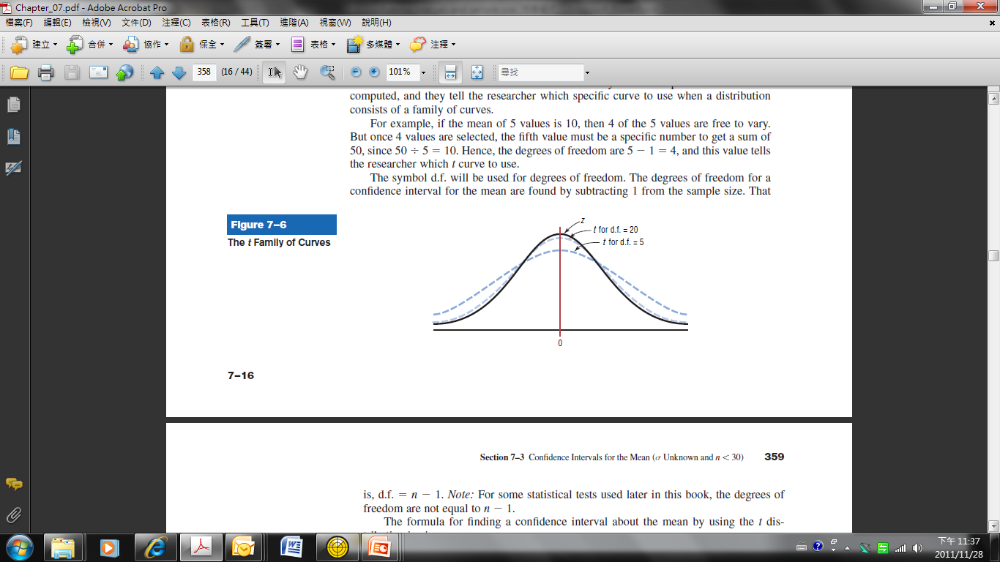 Chapter_07.pdf - Adobe Acrobat Pro
檔案(F) 編輯(E) 檢視(V) 文件(D) 注釋(C) 表格(R) 工具(T) 進階(A) 視窗(W) 說明(H)
建立 合併 協作 保全 簽署 表格 多媒體 注釋
358 (16 / 44) 101% 尋找
computed, and they tell the researcher which specific curve to use when a distribution
consists of a family of curves.
For example, if the mean of 5 values is 10, then 4 of the 5 values are free to vary.
But once 4 values are selected, the fifth value must be a specific number to get a sum of
50, since 50 ÷ 5 = 10. Hence, the degrees of freedom are 5 − 1 = 4, and this value tells
the researcher which t curve to use.
The symbol d.f. will be used for degrees of freedom. The degrees of freedom for a
confidence interval for the mean are found by subtracting 1 from the sample size. That
Figure 7–6
The t Family of Curves
z
t for d.f. = 20
t for d.f. = 5
0
7–16
Section 7–3 Confidence Intervals for the Mean (σ Unknown and n < 30) 359
is, d.f. = n − 1. Note: For some statistical tests used later in this book, the degrees of
freedom are not equal to n − 1.
The formula for finding a confidence interval about the mean by using the t dis-
下午 11:37
2011/11/28